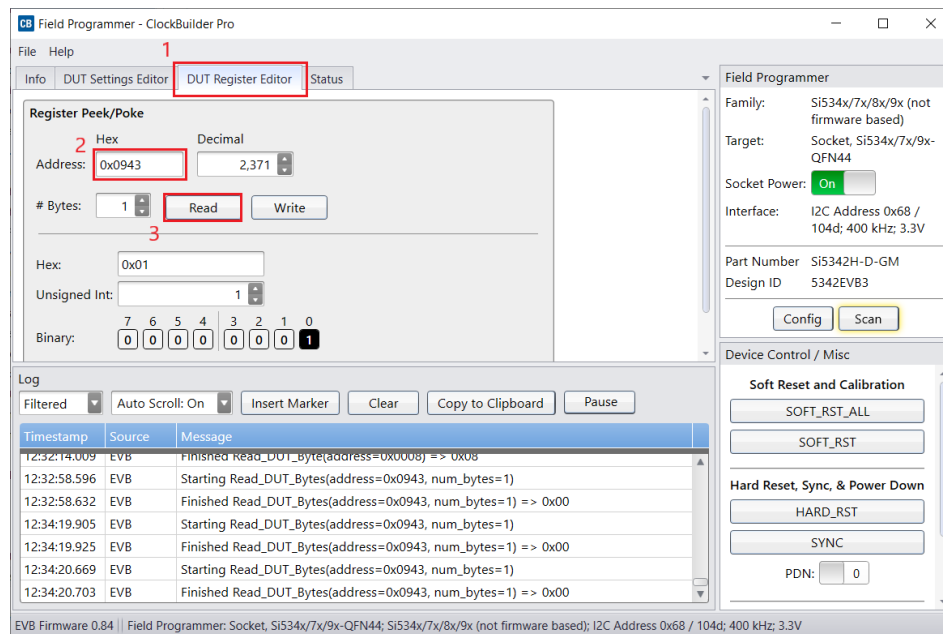 CB Field Programmer - ClockBuilder Pro
File Help
1
Info DUT Settings Editor DUT Register Editor Status
Register Peek/Poke
2 Hex Decimal
Address: 0x0943 2,371
# Bytes: 1 Read Write
3
Hex: 0x01
Unsigned Int: 1
7 6 5 4 3 2 1 0
Binary: 0 0 0 0 0 0 0 1
Field Programmer
Family: Si534x/7x/8x/9x (not
firmware based)
Target: Socket, Si534x/7x/9x-
QFN44
Socket Power: On
Interface: I2C Address 0x68 /
104d; 400 kHz; 3.3V
Part Number Si5342H-D-GM
Design ID 5342EVB3
Config Scan
Log
Filtered Auto Scroll: On Insert Marker Clear Copy to Clipboard Pause
Timestamp Source Message
12:32:14.009 EVB Finished Read_DUT_Byte(address=0x0008) => 0x08
12:32:58.596 EVB Starting Read_DUT_Bytes(address=0x0943, num_bytes=1)
12:32:58.632 EVB Finished Read_DUT_Bytes(address=0x0943, num_bytes=1) => 0x00
12:34:19.905 EVB Starting Read_DUT_Bytes(address=0x0943, num_bytes=1)
12:34:19.925 EVB Finished Read_DUT_Bytes(address=0x0943, num_bytes=1) => 0x00
12:34:20.669 EVB Starting Read_DUT_Bytes(address=0x0943, num_bytes=1)
12:34:20.703 EVB Finished Read_DUT_Bytes(address=0x0943, num_bytes=1) => 0x00
Device Control / Misc
Soft Reset and Calibration
SOFT_RST_ALL
SOFT_RST
Hard Reset, Sync, & Power Down
HARD_RST
SYNC
PDN: 0
EVB Firmware 0.84 Field Programmer: Socket, Si534x/7x/9x-QFN44; Si534x/7x/8x/9x (not firmware based); I2C Address 0x68 / 104d; 400 kHz; 3.3V